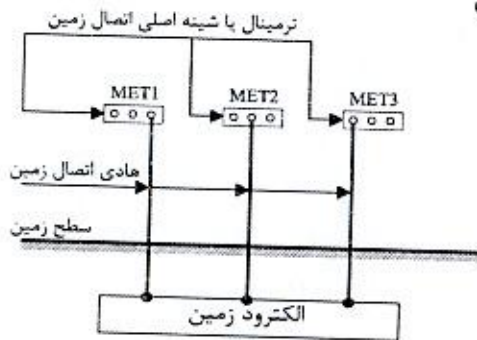 ترمینال یا شینه اصلی اتصال زمین
MET1
MET2
MET3
هادی اتصال زمین
سطح زمین
الکترود زمین